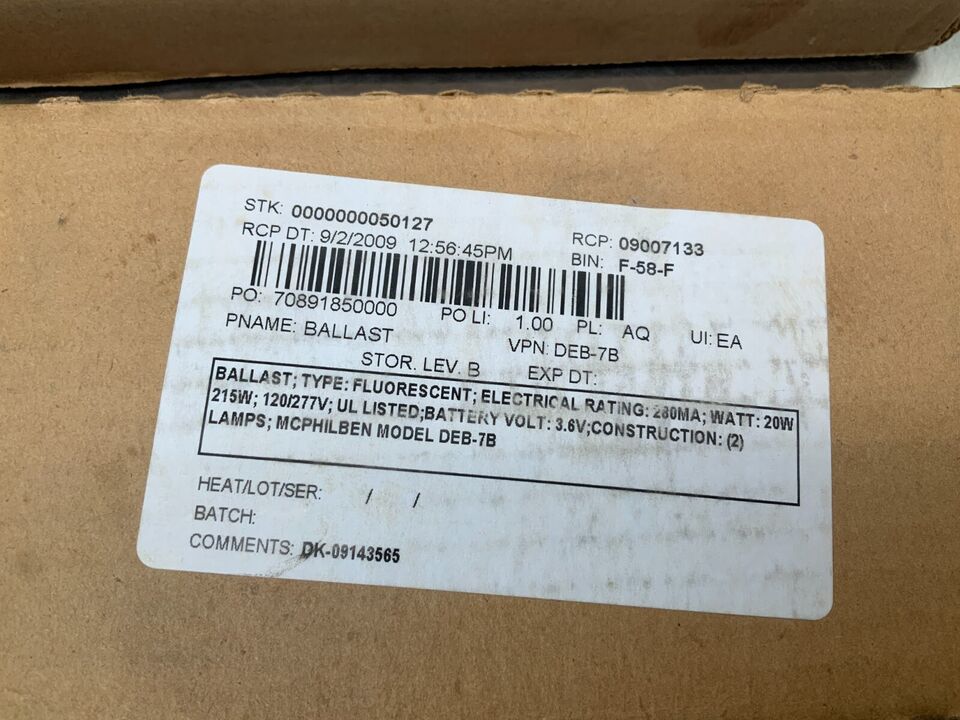 STK: 0000000050127
RCP: 09007133
RCP DT: 9/2/2009 12:56:45PM
BIN: F-58-F
PO: 70891850000 PO LI: 1.00 PL: AQ UI: EA
PNAME: BALLAST VPN: DEB-7B
STOR. LEV. B EXP DT:
BALLAST; TYPE: FLUORESCENT; ELECTRICAL RATING: 280MA; WATT: 20W
215W; 120/277V; UL LISTED;BATTERY VOLT: 3.6V;CONSTRUCTION: (2)
LAMPS; MCPHILBEN MODEL DEB-7B
HEAT/LOT/SER: / /
BATCH:
COMMENTS: DK-09143565